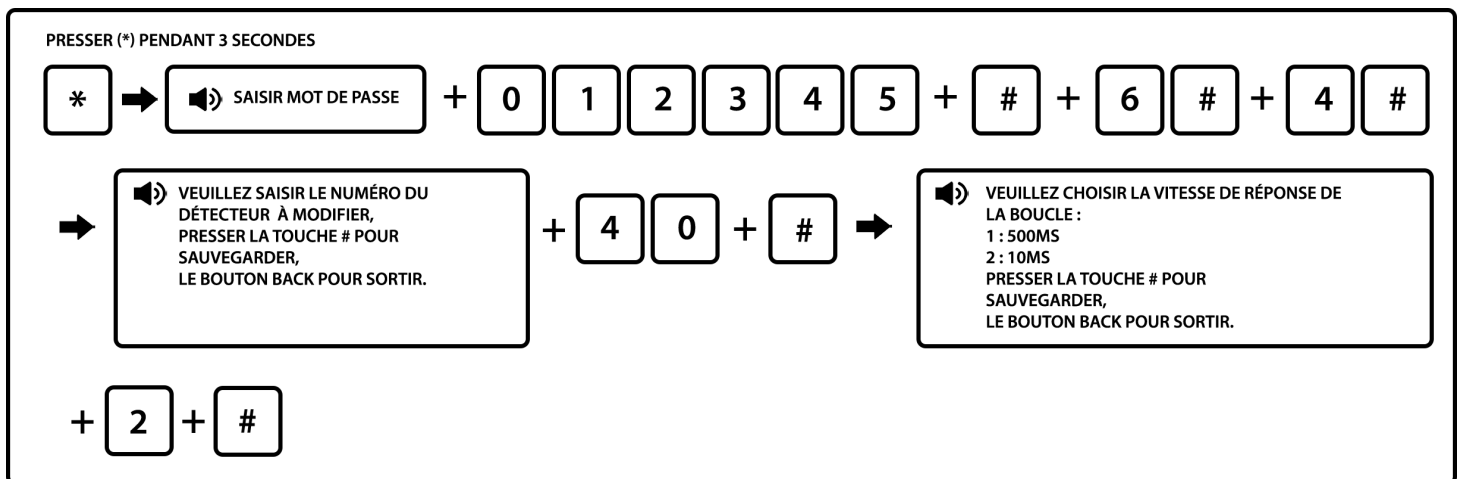 PRESSER (*) PENDANT 3 SECONDES
* SAISIR MOT DE PASSE + 0 1 2 3 4 5 + # + 6 # + 4 #
VEUILLEZ SAISIR LE NUMÉRO DU
DÉTECTEUR À MODIFIER,
PRESSER LA TOUCHE # POUR
SAUVEGARDER,
LE BOUTON BACK POUR SORTIR.
+ 4 0 + #
VEUILLEZ CHOISIR LA VITESSE DE RÉPONSE DE
LA BOUCLE :
1 : 500MS
2 : 10MS
PRESSER LA TOUCHE # POUR
SAUVEGARDER,
LE BOUTON BACK POUR SORTIR.
+ 2 + #